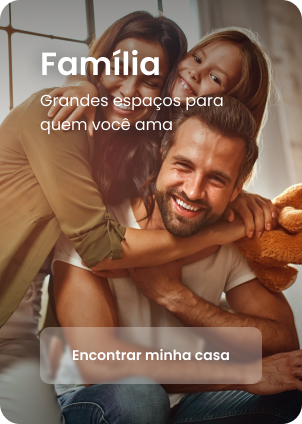 Família
Grandes espaços para
quem você ama
Encontrar minha casa